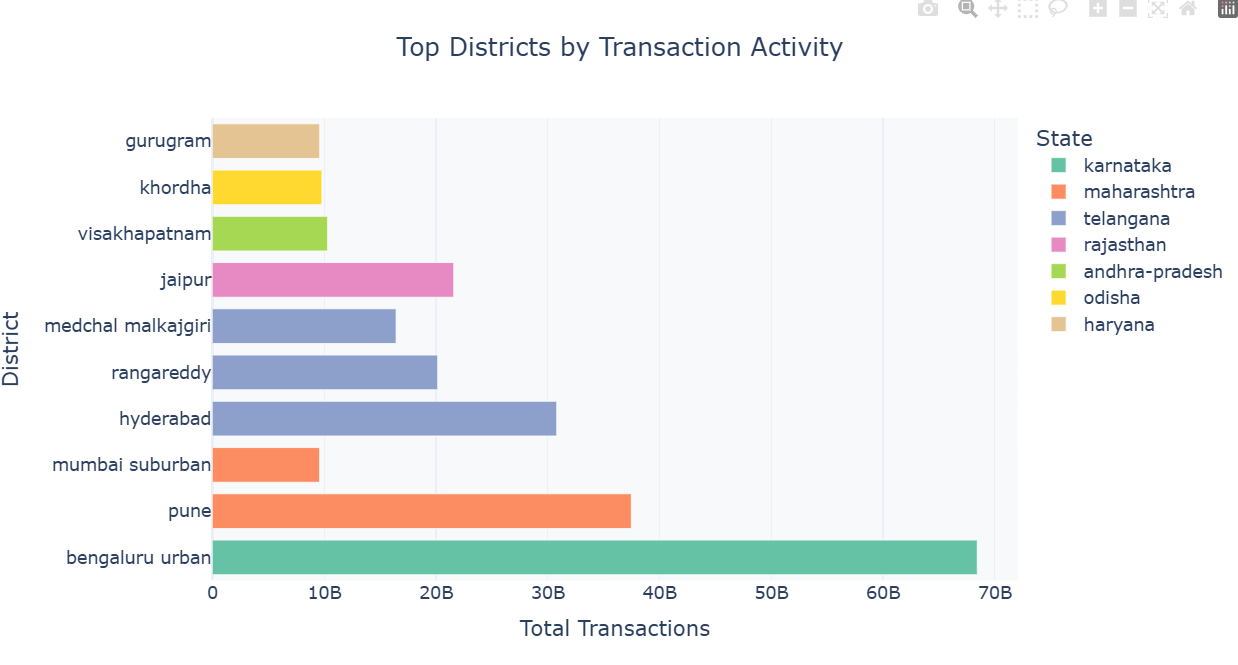 Top Districts by Transaction Activity
gurugram
khordha
visakhapatnam
jaipur
medchal malkajgiri
rangareddy
hyderabad
mumbai suburban
pune
bengaluru urban
District
0 10B 20B 30B 40B 50B 60B 70B
Total Transactions
State
karnataka
maharashtra
telangana
rajasthan
andhra-pradesh
odisha
haryana